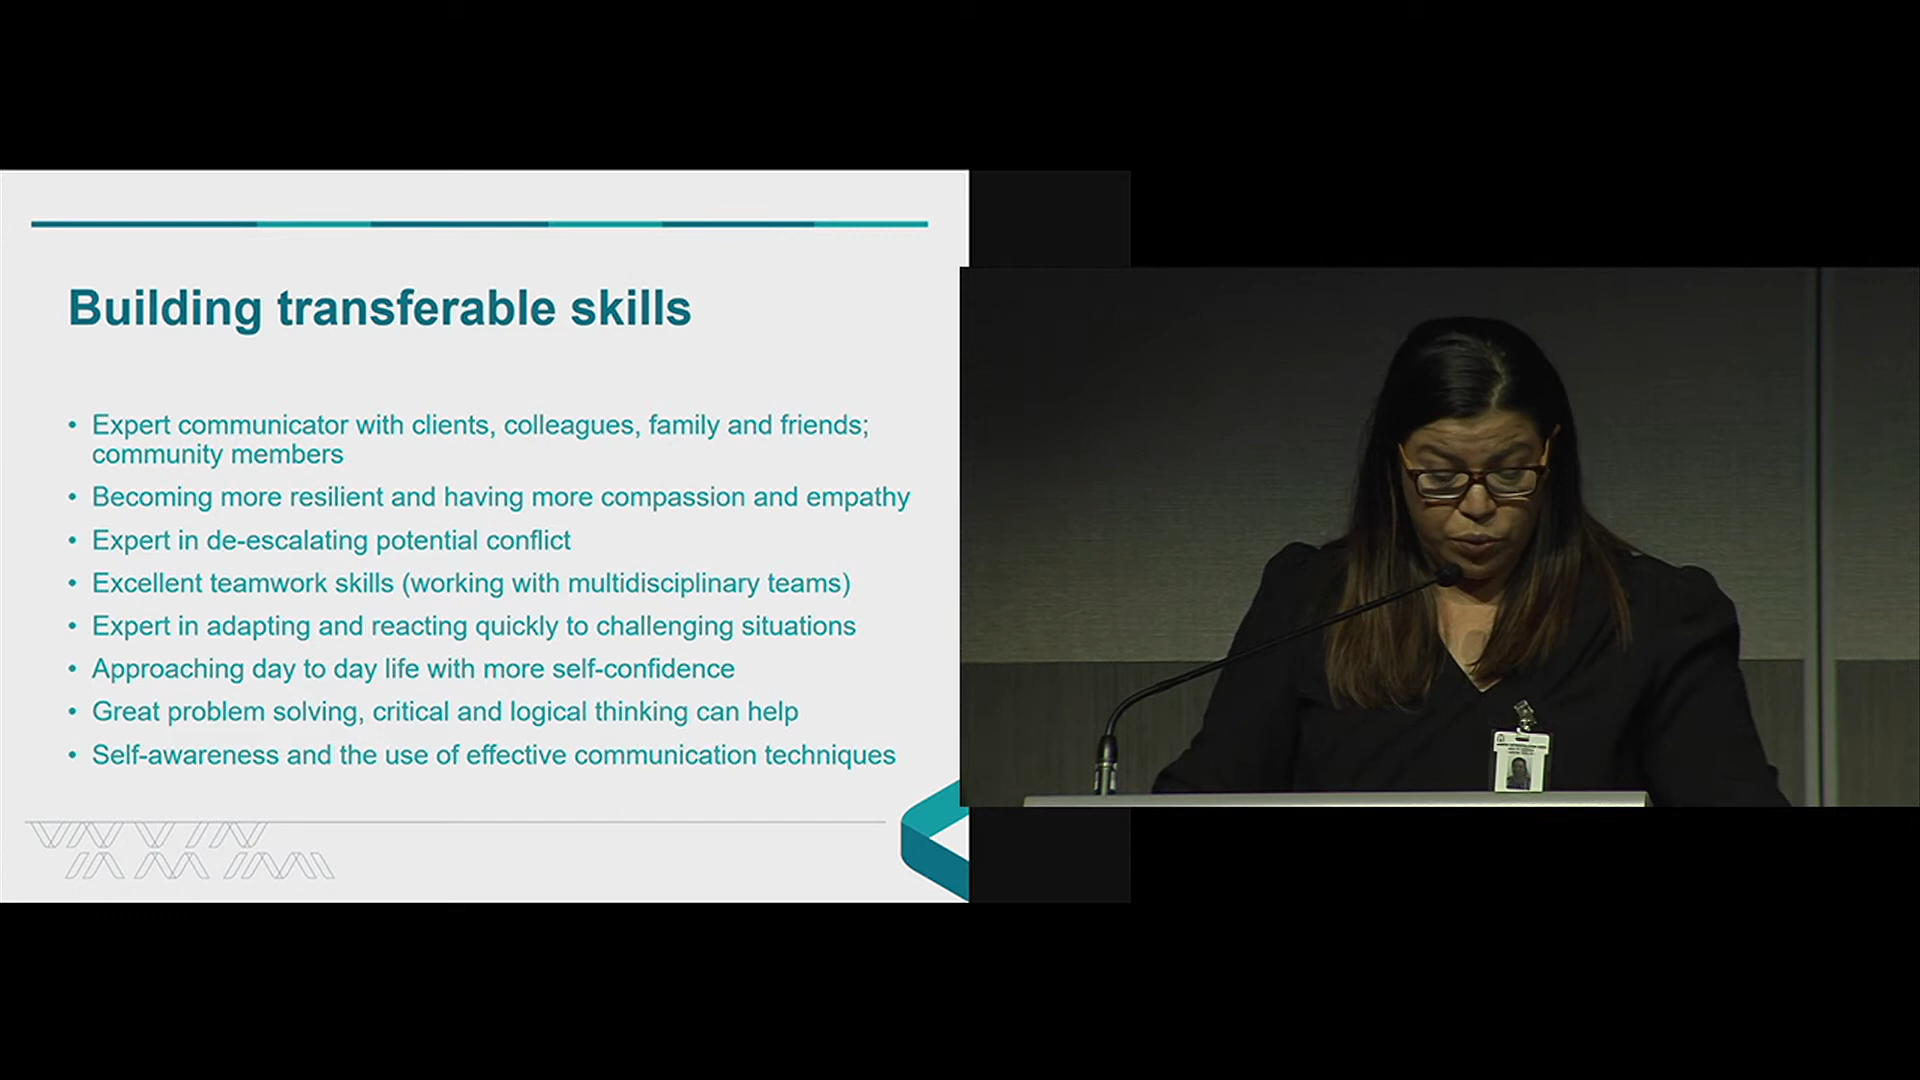 Building transferable skills
• Expert communicator with clients, colleagues, family and friends;
community members
• Becoming more resilient and having more compassion and empathy
• Expert in de-escalating potential conflict
• Excellent teamwork skills (working with multidisciplinary teams)
• Expert in adapting and reacting quickly to challenging situations
• Approaching day to day life with more self-confidence
• Great problem solving, critical and logical thinking can help
• Self-awareness and the use of effective communication techniques